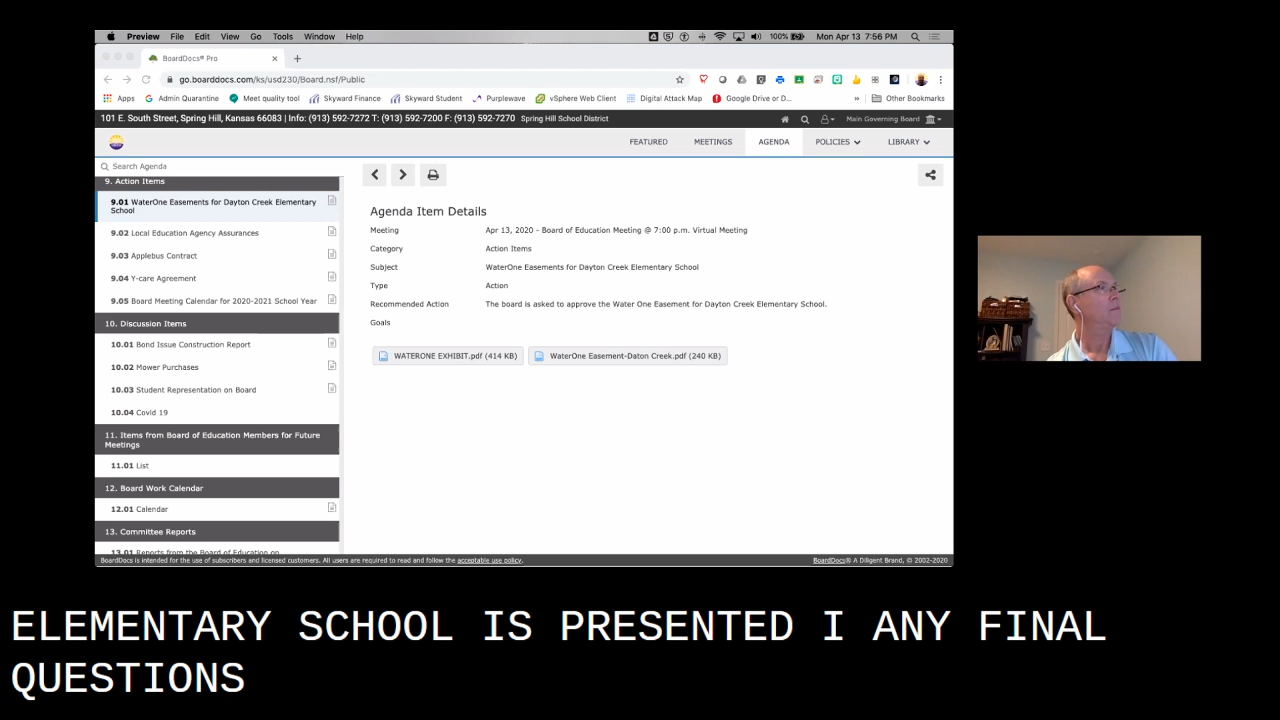 Preview File Edit View Go Tools Window Help 100% Mon Apr 13 7:56 PM
BoardDocs® Pro
go.boarddocs.com/ks/usd230/Board.nsf/Public
Apps Admin Quarantine Meet quality tool Skyward Finance Skyward Student Purplewave vSphere Web Client Digital Attack Map Google Drive or D... » Other Bookmarks
101 E. South Street, Spring Hill, Kansas 66083 | Info: (913) 592-7272 T: (913) 592-7200 F: (913) 592-7270 Spring Hill School District Main Governing Board
FEATURED MEETINGS AGENDA POLICIES LIBRARY
Search Agenda
9. Action Items
9.01 WaterOne Easements for Dayton Creek Elementary
School
9.02 Local Education Agency Assurances
9.03 Applebus Contract
9.04 Y-care Agreement
9.05 Board Meeting Calendar for 2020-2021 School Year
10. Discussion Items
10.01 Bond Issue Construction Report
10.02 Mower Purchases
10.03 Student Representation on Board
10.04 Covid 19
11. Items from Board of Education Members for Future
Meetings
11.01 List
12. Board Work Calendar
12.01 Calendar
13. Committee Reports
13.01 Reports from the Board of Education on
Agenda Item Details
Meeting Apr 13, 2020 - Board of Education Meeting @ 7:00 p.m. Virtual Meeting
Category Action Items
Subject WaterOne Easements for Dayton Creek Elementary School
Type Action
Recommended Action The board is asked to approve the Water One Easement for Dayton Creek Elementary School.
Goals
WATERONE EXHIBIT.pdf (414 KB) WaterOne Easement-Daton Creek.pdf (240 KB)
BoardDocs is intended for the use of subscribers and licensed customers. All users are required to read and follow the acceptable use policy. BoardDocs® A Diligent Brand, © 2002-2020
ELEMENTARY SCHOOL IS PRESENTED I ANY FINAL
QUESTIONS